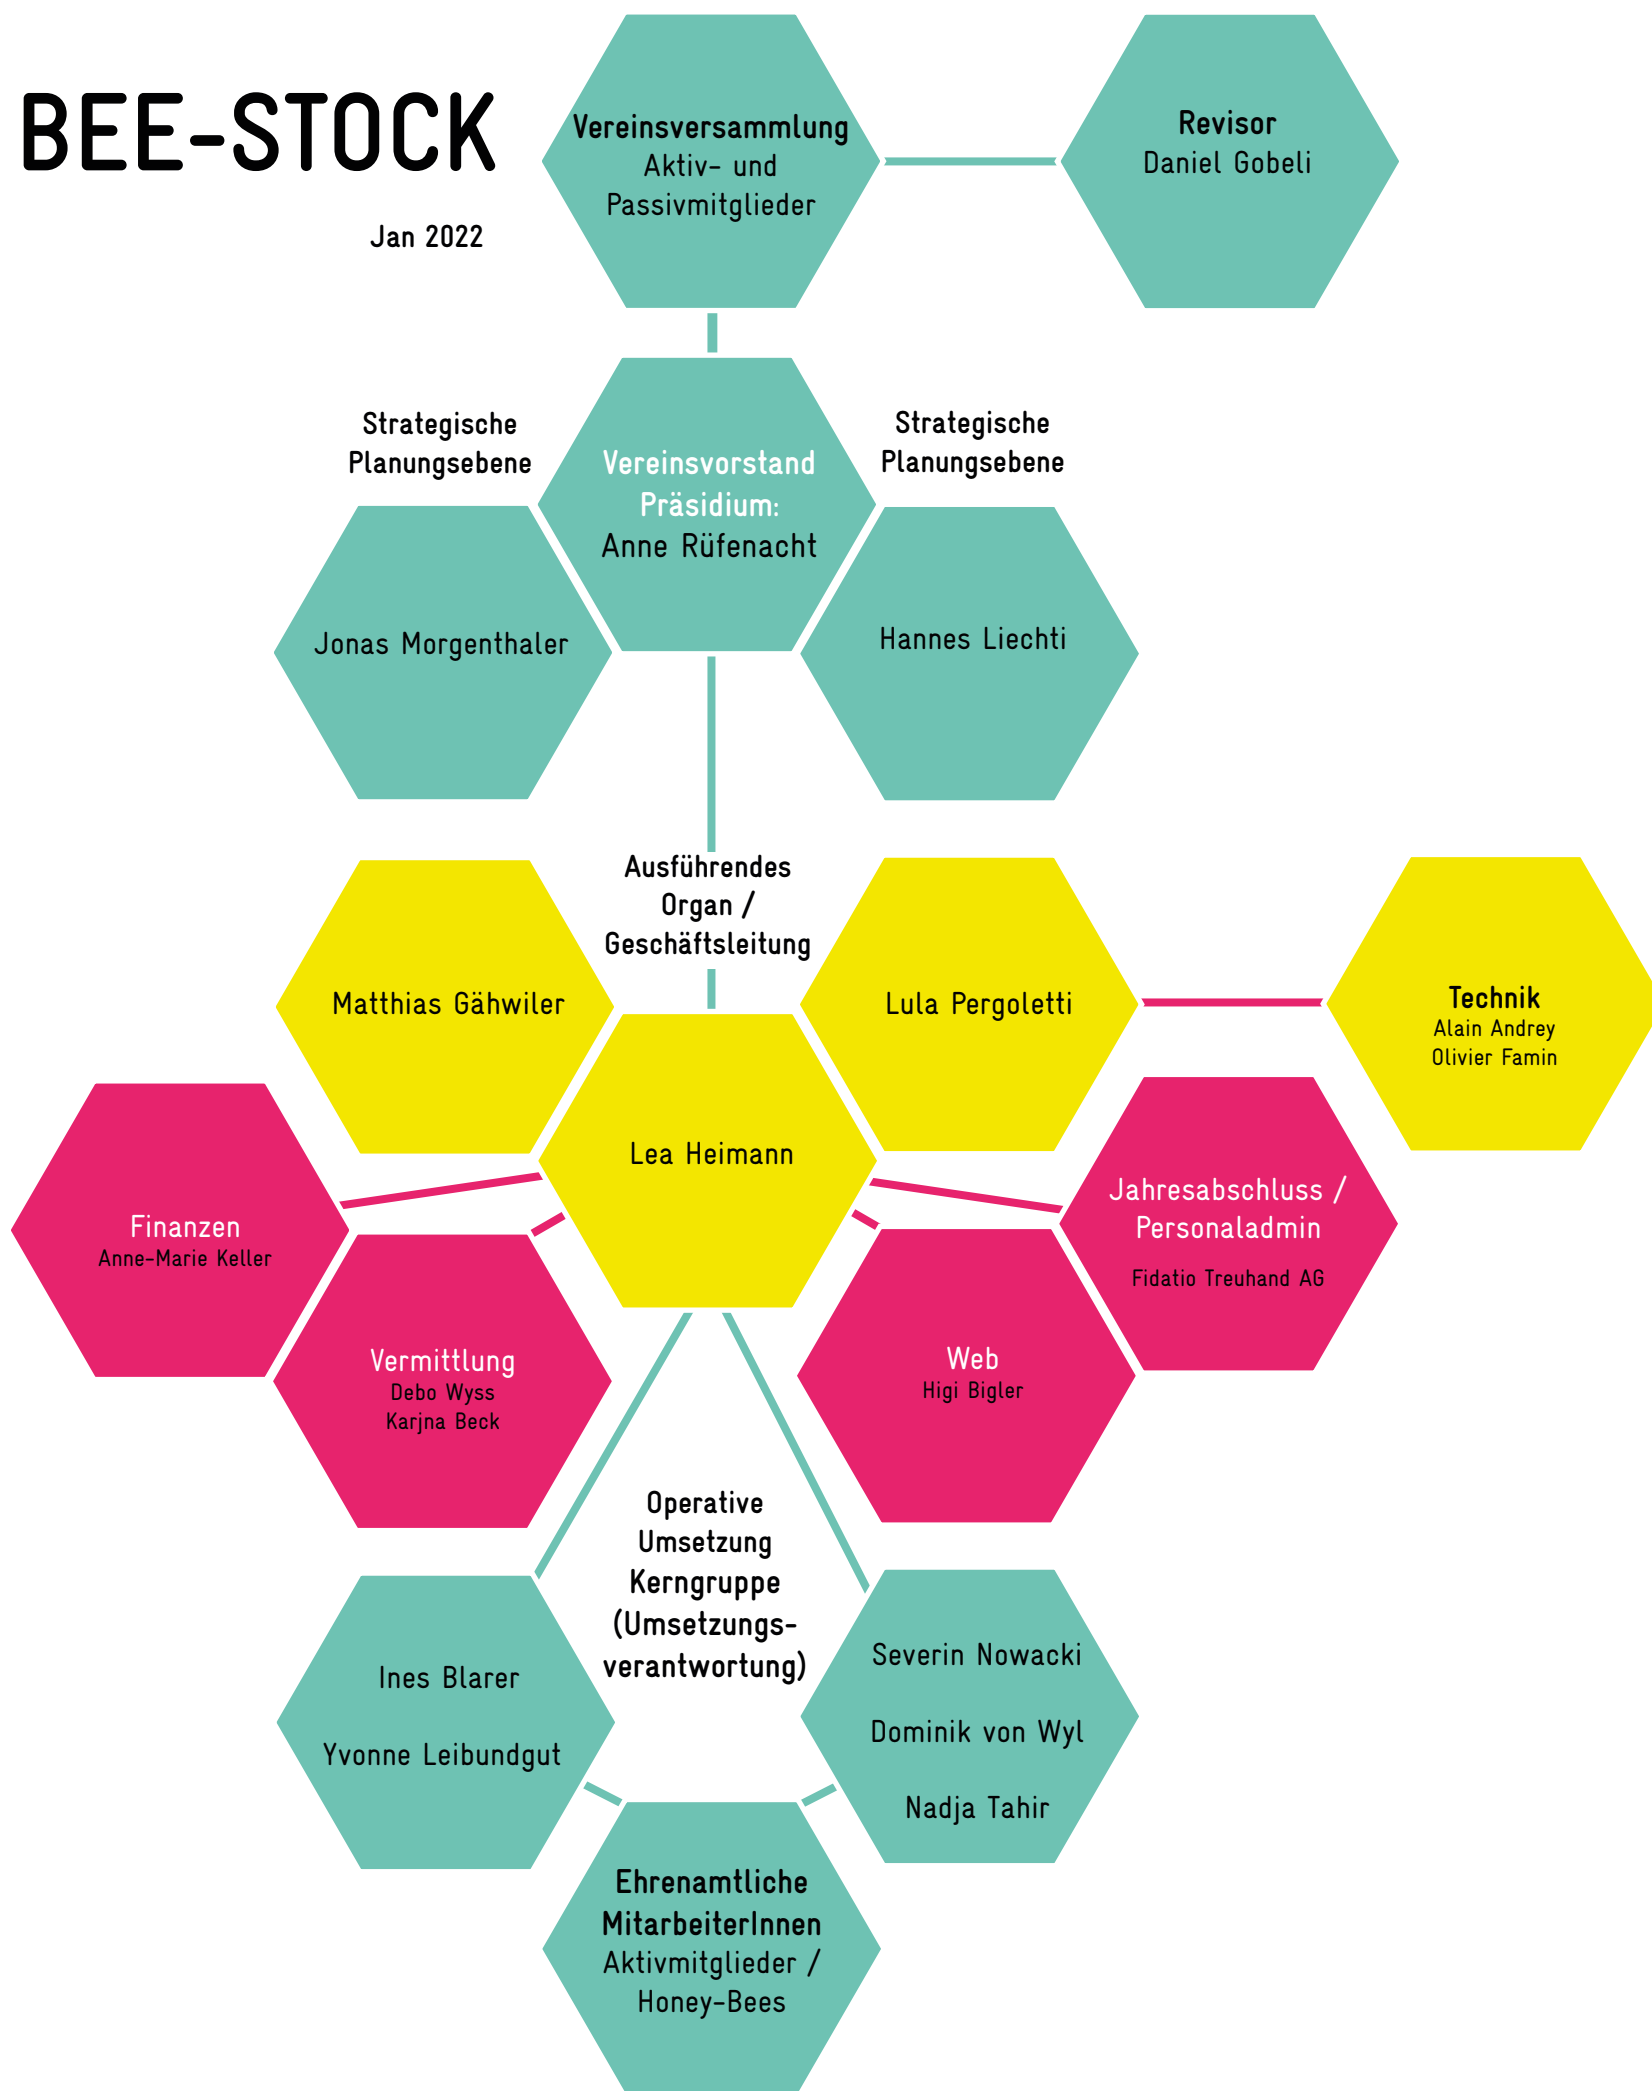 BEE-STOCK
Jan 2022
Vereinsversammlung
Aktiv- und
Passivmitglieder
Revisor
Daniel Gobeli
Strategische
Planungsebene
Vereinsvorstand
Präsidium:
Anne Rüfenacht
Strategische
Planungsebene
Jonas Morgenthaler
Hannes Liechti
Ausführendes
Organ /
Geschäftsleitung
Matthias Gähwiler
Lula Pergoletti
Technik
Alain Andrey
Olivier Famin
Lea Heimann
Finanzen
Anne-Marie Keller
Jahresabschluss /
Personaladmin
Fidatio Treuhand AG
Vermittlung
Debo Wyss
Karjna Beck
Web
Higi Bigler
Operative
Umsetzung
Kerngruppe
(Umsetzungs-
verantwortung)
Ines Blarer
Yvonne Leibundgut
Severin Nowacki
Dominik von Wyl
Nadja Tahir
Ehrenamtliche
MitarbeiterInnen
Aktivmitglieder /
Honey-Bees